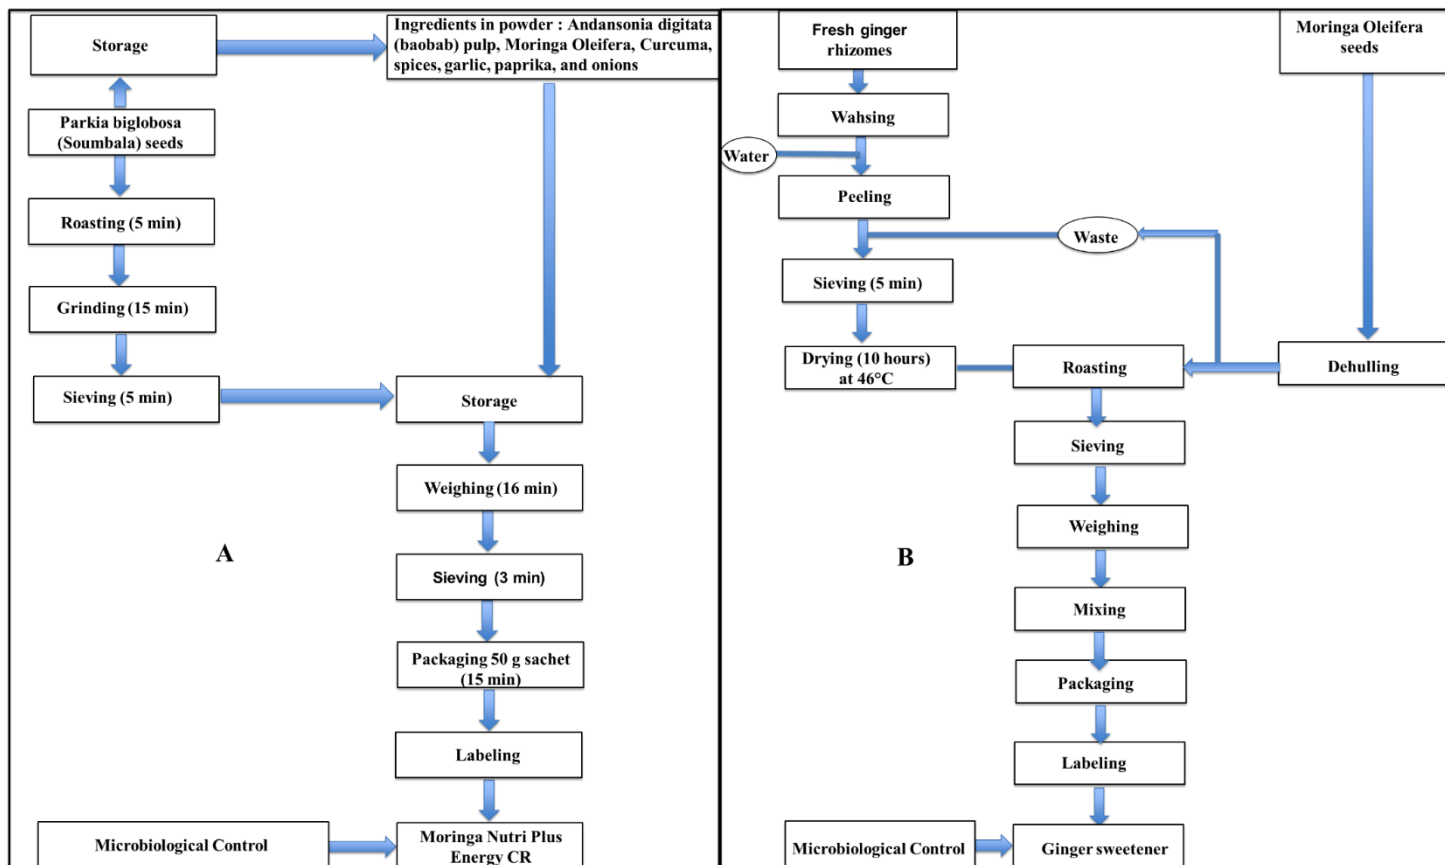 Storage
Ingredients in powder : Andansonia digitata
(baobab) pulp, Moringa Oleifera, Curcuma,
spices, garlic, paprika, and onions
Parkia biglobosa
(Soumbala) seeds
Roasting (5 min)
Grinding (15 min)
Sieving (5 min)
Storage
Weighing (16 min)
A
Sieving (3 min)
Packaging 50 g sachet
(15 min)
Labeling
Microbiological Control
Moringa Nutri Plus
Energy CR
Fresh ginger
rhizomes
Moringa Oleifera
seeds
Wahsing
Water
Peeling
Waste
Sieving (5 min)
Drying (10 hours)
at 46°C
Roasting
Dehulling
Sieving
Weighing
B
Mixing
Packaging
Labeling
Microbiological Control
Ginger sweetener